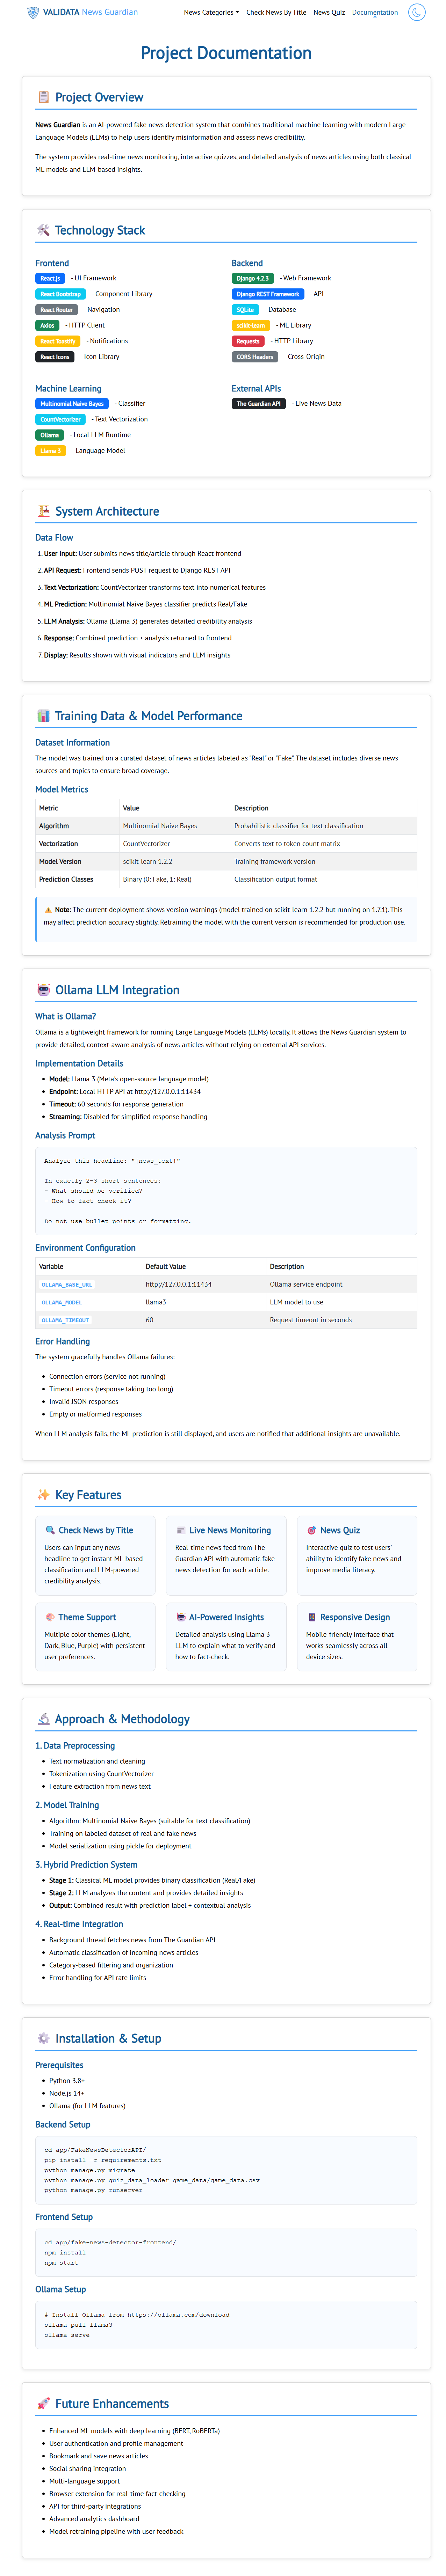 VALIDATA News Guardian
News Categories
Check News By Title
News Quiz
Documentation
Project Documentation
Project Overview
News Guardian is an AI-powered fake news detection system that combines traditional machine learning with modern Large
Language Models (LLMs) to help users identify misinformation and assess news credibility.
The system provides real-time news monitoring, interactive quizzes, and detailed analysis of news articles using both classical
ML models and LLM-based insights.
Technology Stack
Frontend
React.js - UI Framework
React Bootstrap - Component Library
React Router - Navigation
Axios - HTTP Client
React Toastify - Notifications
React Icons - Icon Library
Backend
Django 4.2.3 - Web Framework
Django REST Framework - API
SQLite - Database
scikit-learn - ML Library
Requests - HTTP Library
CORS Headers - Cross-Origin
Machine Learning
Multinomial Naive Bayes - Classifier
CountVectorizer - Text Vectorization
Ollama - Local LLM Runtime
Llama 3 - Language Model
External APIs
The Guardian API - Live News Data
System Architecture
Data Flow
1. User Input: User submits news title/article through React frontend
2. API Request: Frontend sends POST request to Django REST API
3. Text Vectorization: CountVectorizer transforms text into numerical features
4. ML Prediction: Multinomial Naive Bayes classifier predicts Real/Fake
5. LLM Analysis: Ollama (Llama 3) generates detailed credibility analysis
6. Response: Combined prediction + analysis returned to frontend
7. Display: Results shown with visual indicators and LLM insights
Training Data & Model Performance
Dataset Information
The model was trained on a curated dataset of news articles labeled as "Real" or "Fake". The dataset includes diverse news
sources and topics to ensure broad coverage.
Model Metrics
Metric Value Description
Algorithm Multinomial Naive Bayes Probabilistic classifier for text classification
Vectorization CountVectorizer Converts text to token count matrix
Model Version scikit-learn 1.2.2 Training framework version
Prediction Classes Binary (0: Fake, 1: Real) Classification output format
⚠️ Note: The current deployment shows version warnings (model trained on scikit-learn 1.2.2 but running on 1.7.1). This
may affect prediction accuracy slightly. Retraining the model with the current version is recommended for production use.
Ollama LLM Integration
What is Ollama?
Ollama is a lightweight framework for running Large Language Models (LLMs) locally. It allows the News Guardian system to
provide detailed, context-aware analysis of news articles without relying on external API services.
Implementation Details
• Model: Llama 3 (Meta's open-source language model)
• Endpoint: Local HTTP API at http://127.0.0.1:11434
• Timeout: 60 seconds for response generation
• Streaming: Disabled for simplified response handling
Analysis Prompt
Analyze this headline: "{news_text}"
In exactly 2-3 short sentences:
- What should be verified?
- How to fact-check it?
Do not use bullet points or formatting.
Environment Configuration
Variable Default Value Description
OLLAMA_BASE_URL http://127.0.0.1:11434 Ollama service endpoint
OLLAMA_MODEL llama3 LLM model to use
OLLAMA_TIMEOUT 60 Request timeout in seconds
Error Handling
The system gracefully handles Ollama failures:
• Connection errors (service not running)
• Timeout errors (response taking too long)
• Invalid JSON responses
• Empty or malformed responses
When LLM analysis fails, the ML prediction is still displayed, and users are notified that additional insights are unavailable.
Key Features
Check News by Title
Users can input any news
headline to get instant ML-based
classification and LLM-powered
credibility analysis.
Live News Monitoring
Real-time news feed from The
Guardian API with automatic fake
news detection for each article.
News Quiz
Interactive quiz to test users'
ability to identify fake news and
improve media literacy.
Theme Support
Multiple color themes (Light,
Dark, Blue, Purple) with persistent
user preferences.
AI-Powered Insights
Detailed analysis using Llama 3
LLM to explain what to verify and
how to fact-check.
Responsive Design
Mobile-friendly interface that
works seamlessly across all
device sizes.
Approach & Methodology
1. Data Preprocessing
• Text normalization and cleaning
• Tokenization using CountVectorizer
• Feature extraction from news text
2. Model Training
• Algorithm: Multinomial Naive Bayes (suitable for text classification)
• Training on labeled dataset of real and fake news
• Model serialization using pickle for deployment
3. Hybrid Prediction System
• Stage 1: Classical ML model provides binary classification (Real/Fake)
• Stage 2: LLM analyzes the content and provides detailed insights
• Output: Combined result with prediction label + contextual analysis
4. Real-time Integration
• Background thread fetches news from The Guardian API
• Automatic classification of incoming news articles
• Category-based filtering and organization
• Error handling for API rate limits
Installation & Setup
Prerequisites
• Python 3.8+
• Node.js 14+
• Ollama (for LLM features)
Backend Setup
cd app/FakeNewsDetectorAPI/
pip install -r requirements.txt
python manage.py migrate
python manage.py quiz_data_loader game_data/game_data.csv
python manage.py runserver
Frontend Setup
cd app/fake-news-detector-frontend/
npm install
npm start
Ollama Setup
# Install Ollama from https://ollama.com/download
ollama pull llama3
ollama serve
Future Enhancements
• Enhanced ML models with deep learning (BERT, RoBERTa)
• User authentication and profile management
• Bookmark and save news articles
• Social sharing integration
• Multi-language support
• Browser extension for real-time fact-checking
• API for third-party integrations
• Advanced analytics dashboard
• Model retraining pipeline with user feedback